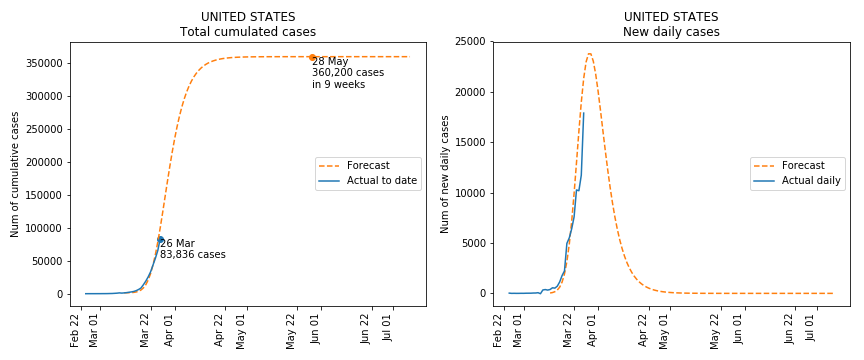 UNITED STATES
Total cumulated cases
Num of cumulative cases
350000
300000
250000
200000
150000
100000
50000
0
28 May
360,200 cases
in 9 weeks
Forecast
Actual to date
26 Mar
83,836 cases
Feb 22
Mar 01
Mar 22
Apr 01
Apr 22
May 01
May 22
Jun 01
Jun 22
Jul 01
UNITED STATES
New daily cases
Num of new daily cases
25000
20000
15000
10000
5000
0
Forecast
Actual daily
Feb 22
Mar 01
Mar 22
Apr 01
Apr 22
May 01
May 22
Jun 01
Jun 22
Jul 01